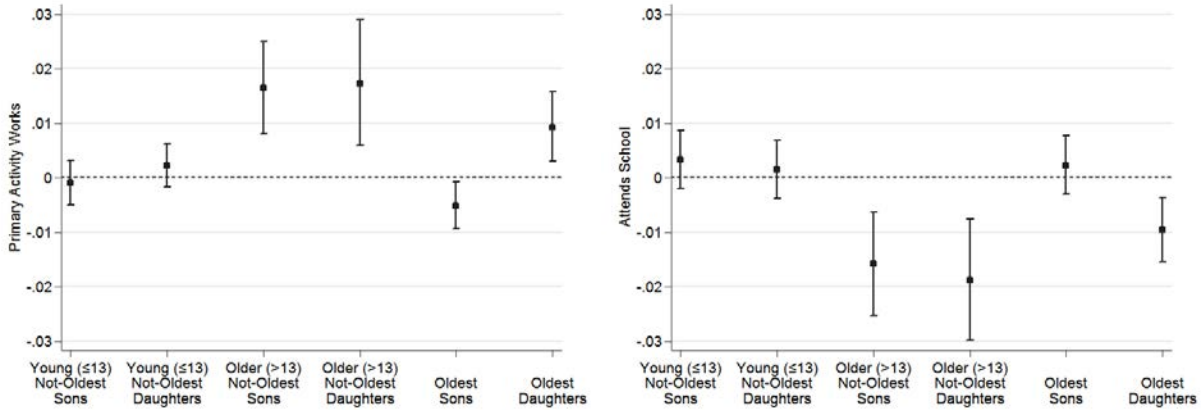 Primary Activity Works
.03
.02
.01
0
-.01
-.02
-.03
Young (≤13)
Not-Oldest
Sons
Young (≤13)
Not-Oldest
Daughters
Older (>13)
Not-Oldest
Sons
Older (>13)
Not-Oldest
Daughters
Oldest
Sons
Oldest
Daughters
Attends School
.03
.02
.01
0
-.01
-.02
-.03
Young (≤13)
Not-Oldest
Sons
Young (≤13)
Not-Oldest
Daughters
Older (>13)
Not-Oldest
Sons
Older (>13)
Not-Oldest
Daughters
Oldest
Sons
Oldest
Daughters